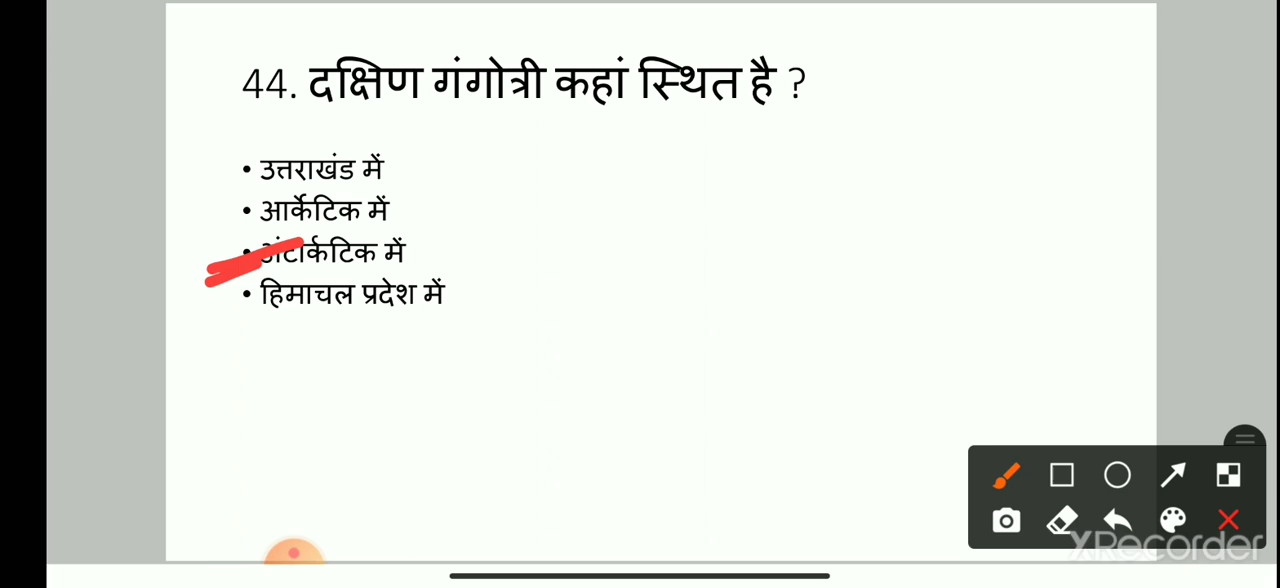 44. दक्षिण गंगोत्री कहां स्थित है ?
• उत्तराखंड में
• आर्केटिक में
• अंटार्कटिक में
• हिमाचल प्रदेश में
XRecorder